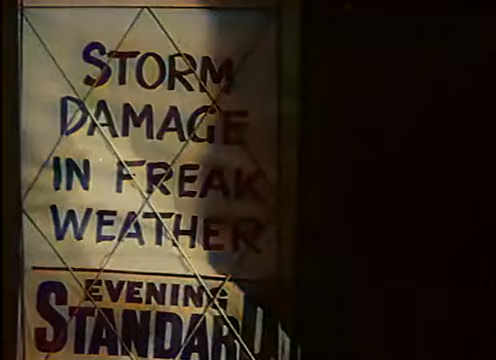 STORM
DAMAGE
IN FREAK
WEATHER
EVENING
STANDARD